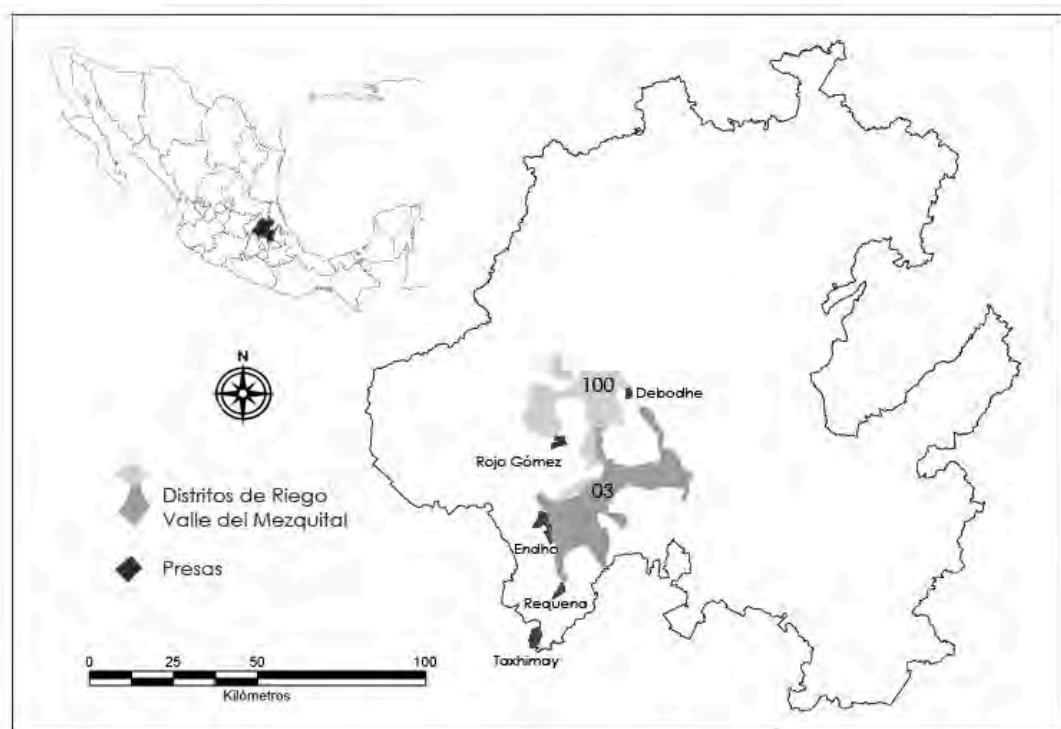 N
100
Debodhe
Rojo Gómez
03
Distritos de Riego
Valle del Mezquital
Endho
Presas
Requena
Taxhimay
0 25 50 100
Kilómetros